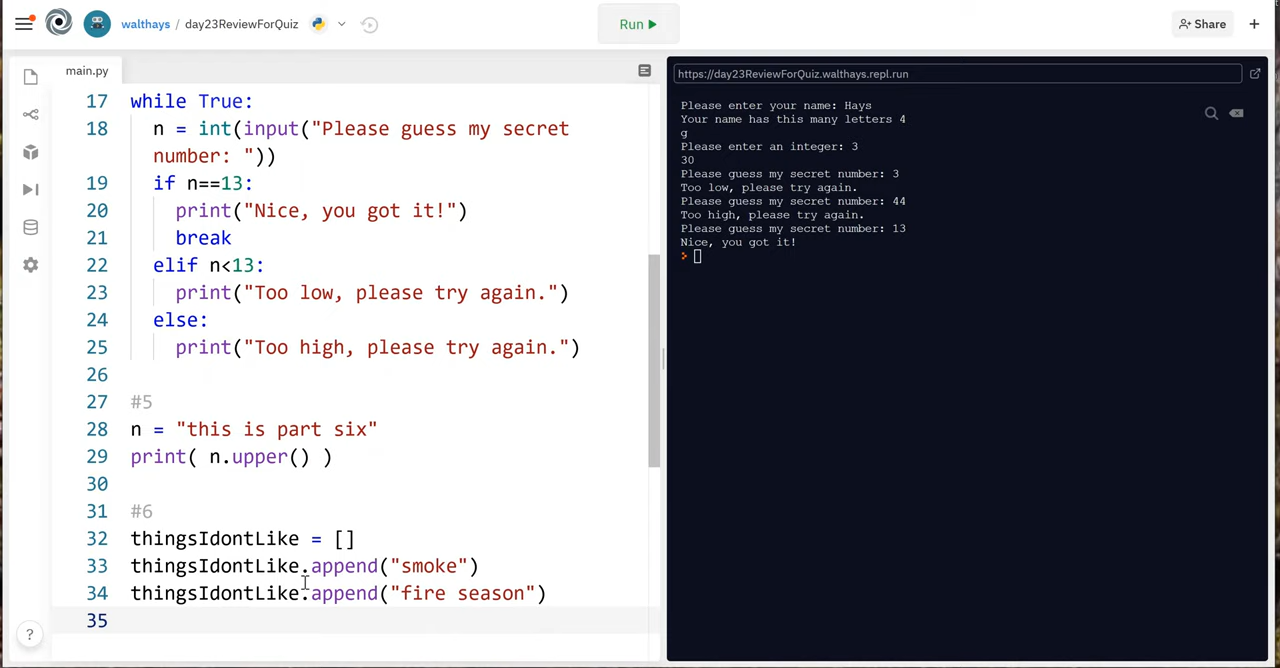 walthays / day23ReviewForQuiz
Run
Share
main.py
17 while True:
18 n = int(input("Please guess my secret
number: "))
19 if n==13:
20 print("Nice, you got it!")
21 break
22 elif n<13:
23 print("Too low, please try again.")
24 else:
25 print("Too high, please try again.")
26
27 #5
28 n = "this is part six"
29 print( n.upper() )
30
31 #6
32 thingsIdontLike = []
33 thingsIdontLike.append("smoke")
34 thingsIdontLike.append("fire season")
35
?
https://day23ReviewForQuiz.walthays.repl.run
Please enter your name: Hays
Your name has this many letters 4
g
Please enter an integer: 3
30
Please guess my secret number: 3
Too low, please try again.
Please guess my secret number: 44
Too high, please try again.
Please guess my secret number: 13
Nice, you got it!